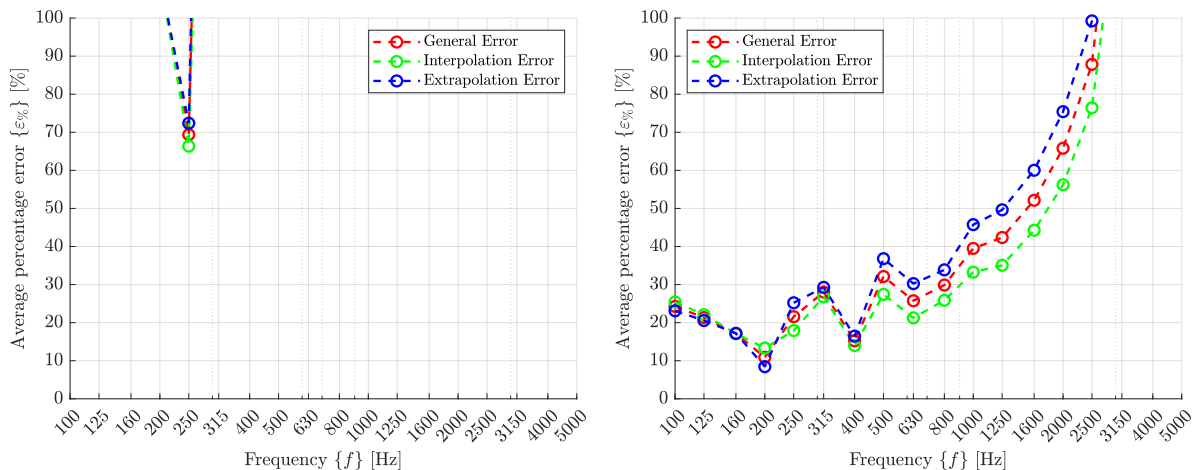 Average percentage error {ε%} [%]
100
90
80
70
60
50
40
30
20
10
0
General Error
Interpolation Error
Extrapolation Error
100 125 160 200 250 315 400 500 630 800 1000 1250 1600 2000 2500 3150 4000 5000
Frequency {f} [Hz]
Average percentage error {ε%} [%]
100
90
80
70
60
50
40
30
20
10
0
General Error
Interpolation Error
Extrapolation Error
100 125 160 200 250 315 400 500 630 800 1000 1250 1600 2000 2500 3150 4000 5000
Frequency {f} [Hz]